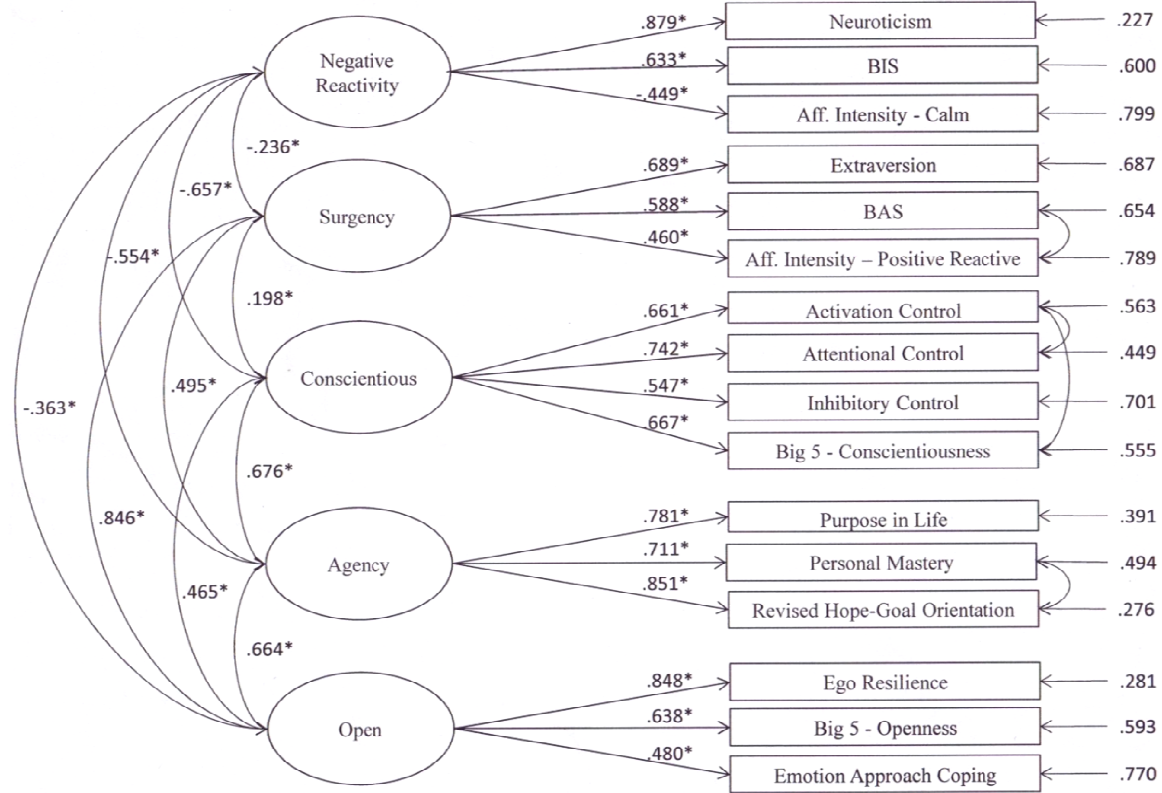 .879*
Neuroticism
.227
Negative
Reactivity
.633*
BIS
.600
-.449*
Aff. Intensity - Calm
.799
-.236*
.689*
Extraversion
.687
-.657*
Surgency
.588*
BAS
.654
.460*
Aff. Intensity – Positive Reactive
.789
-.554*
.198*
.661*
Activation Control
.563
Conscientious
.742*
Attentional Control
.449
.495*
.547*
Inhibitory Control
.701
-.363*
.667*
Big 5 - Conscientiousness
.555
.676*
.846*
.781*
Purpose in Life
.391
Agency
.711*
Personal Mastery
.494
.465*
.851*
Revised Hope-Goal Orientation
.276
.664*
.848*
Ego Resilience
.281
Open
.638*
Big 5 - Openness
.593
.480*
Emotion Approach Coping
.770